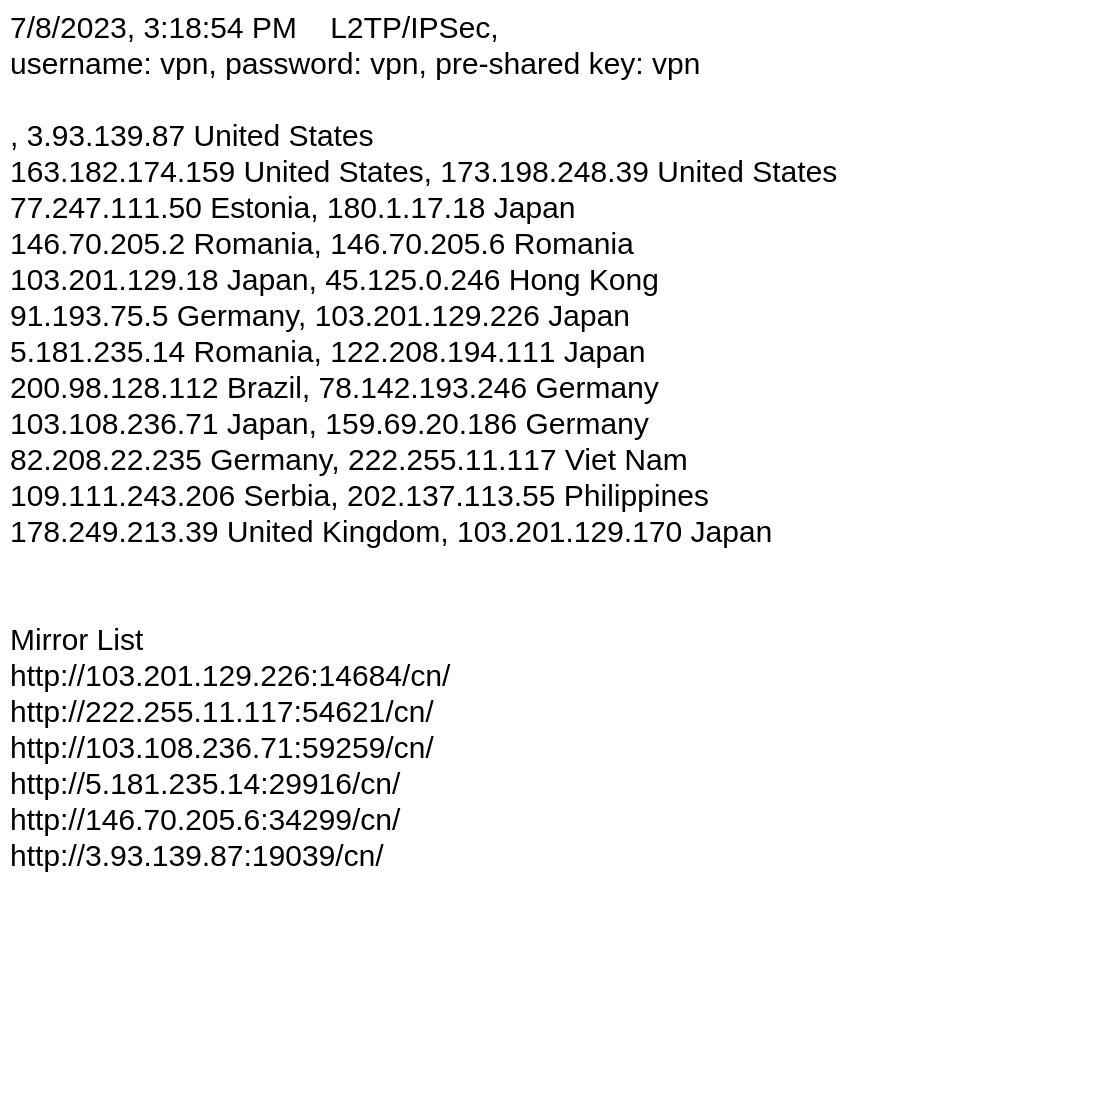 7/8/2023, 3:18:54 PM    L2TP/IPSec,
username: vpn, password: vpn, pre-shared key: vpn
, 3.93.139.87 United States
163.182.174.159 United States, 173.198.248.39 United States
77.247.111.50 Estonia, 180.1.17.18 Japan
146.70.205.2 Romania, 146.70.205.6 Romania
103.201.129.18 Japan, 45.125.0.246 Hong Kong
91.193.75.5 Germany, 103.201.129.226 Japan
5.181.235.14 Romania, 122.208.194.111 Japan
200.98.128.112 Brazil, 78.142.193.246 Germany
103.108.236.71 Japan, 159.69.20.186 Germany
82.208.22.235 Germany, 222.255.11.117 Viet Nam
109.111.243.206 Serbia, 202.137.113.55 Philippines
178.249.213.39 United Kingdom, 103.201.129.170 Japan
Mirror List
http://103.201.129.226:14684/cn/
http://222.255.11.117:54621/cn/
http://103.108.236.71:59259/cn/
http://5.181.235.14:29916/cn/
http://146.70.205.6:34299/cn/
http://3.93.139.87:19039/cn/